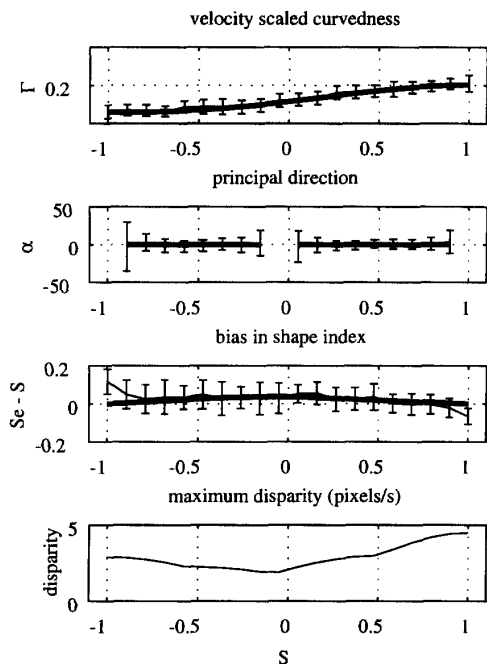 velocity scaled curvedness
Γ
0.2
-1 -0.5 0 0.5 1
principal direction
50
α
0
-50
-1 -0.5 0 0.5 1
bias in shape index
0.2
Se - S
0
-0.2
-1 -0.5 0 0.5 1
maximum disparity (pixels/s)
5
disparity
0
-1 -0.5 0 0.5 1
S